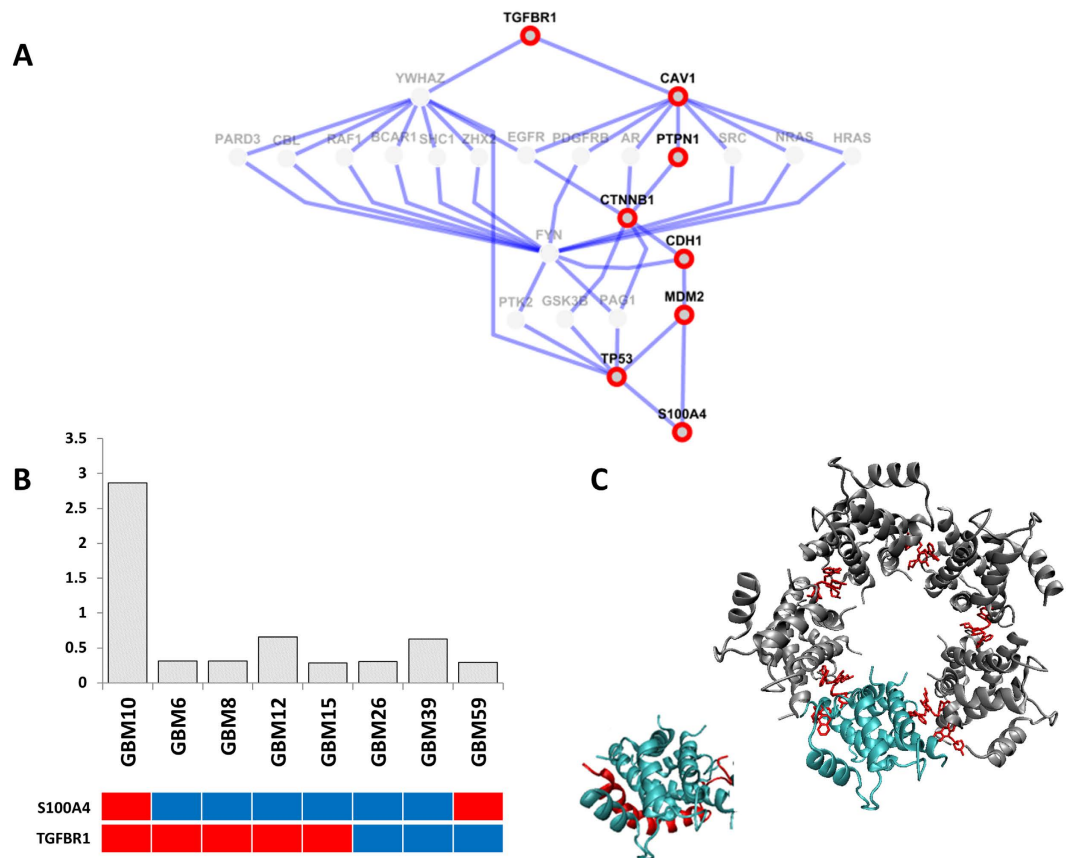 A
TGFBR1
YWHAZ
CAV1
PARD3 CBL RAF1 BCAR1 SHC1 ZHX2 EGFR PDGFRB AR PTPN1 SRC NRAS HRAS
CTNNB1
FYN
CDH1
PTK2 GSK3B PAG1 MDM2
TP53
S100A4
B
3.5
3
2.5
2
1.5
1
0.5
0
GBM10 GBM6 GBM8 GBM12 GBM15 GBM26 GBM39 GBM59
S100A4
TGFBR1
C